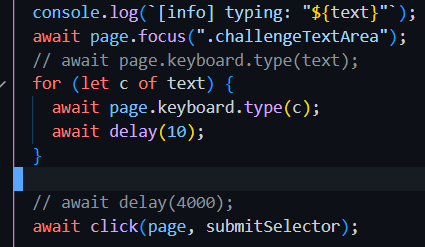 console.log(`[info] typing: "${text}"`);
await page.focus(".challengeTextArea");
// await page.keyboard.type(text);
for (let c of text) {
await page.keyboard.type(c);
await delay(10);
}
// await delay(4000);
await click(page, submitSelector);